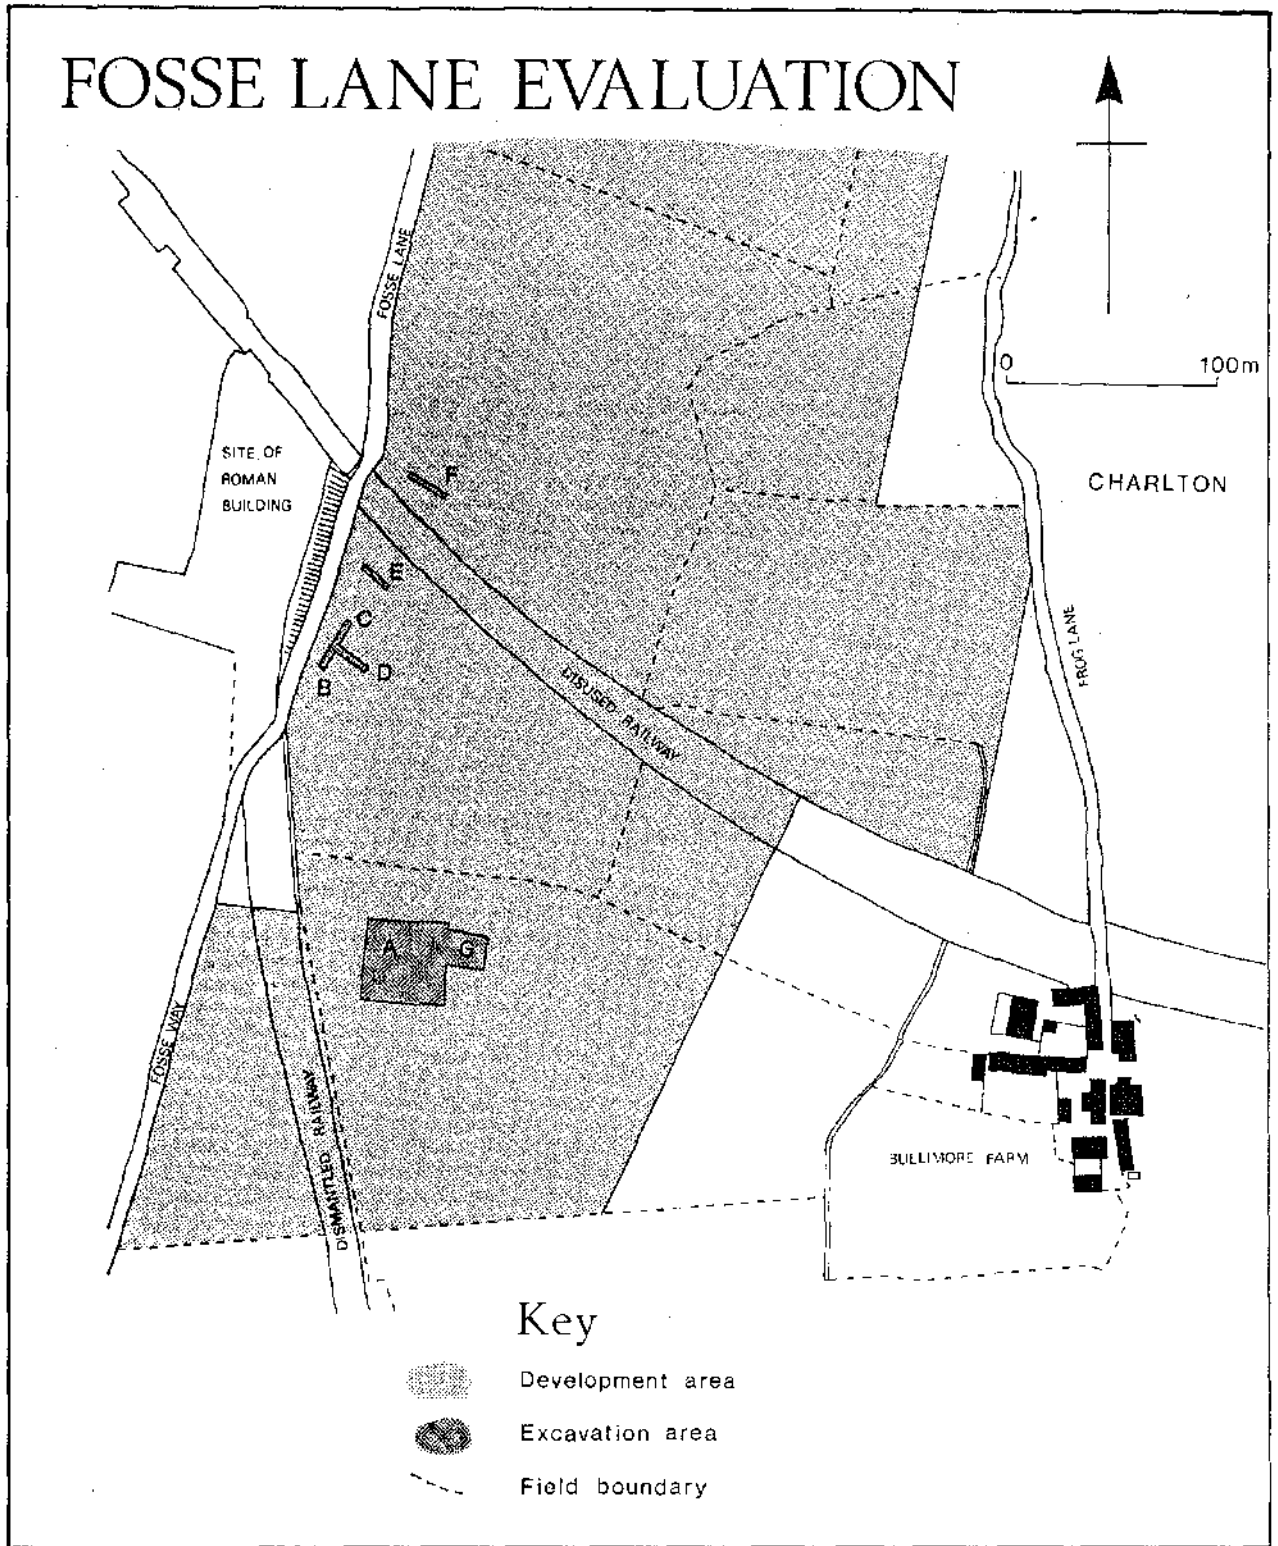 FOSSE LANE EVALUATION
FOSSE LANE
0 100m
SITE OF
ROMAN
BUILDING
F
CHARLTON
E
C
D
B
FROG LANE
DISUSED RAILWAY
A
G
FOSSE WAY
DISMANTLED RAILWAY
BULLIMORE FARM
Key
Development area
Excavation area
Field boundary